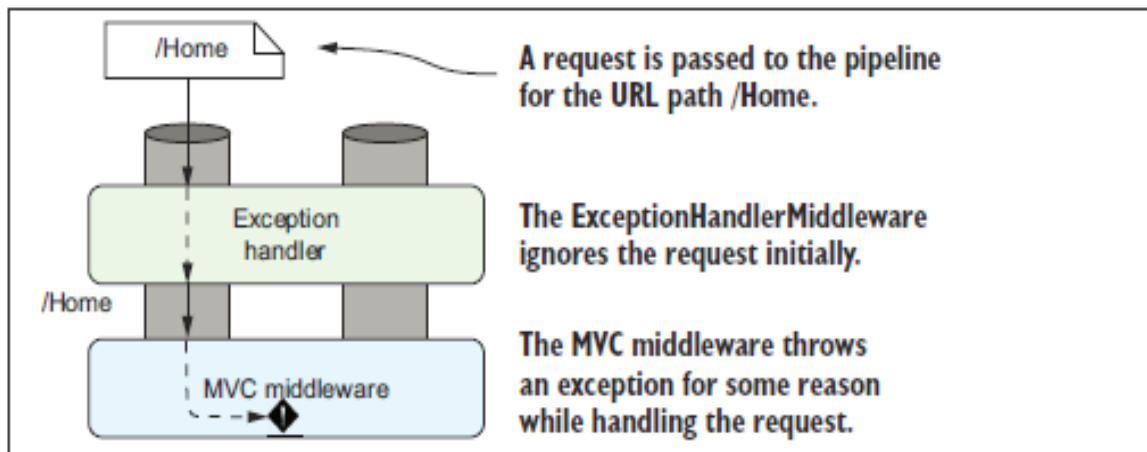 /Home
A request is passed to the pipeline
for the URL path /Home.
Exception
handler
The ExceptionHandlerMiddleware
ignores the request initially.
/Home
MVC middleware
The MVC middleware throws
an exception for some reason
while handling the request.